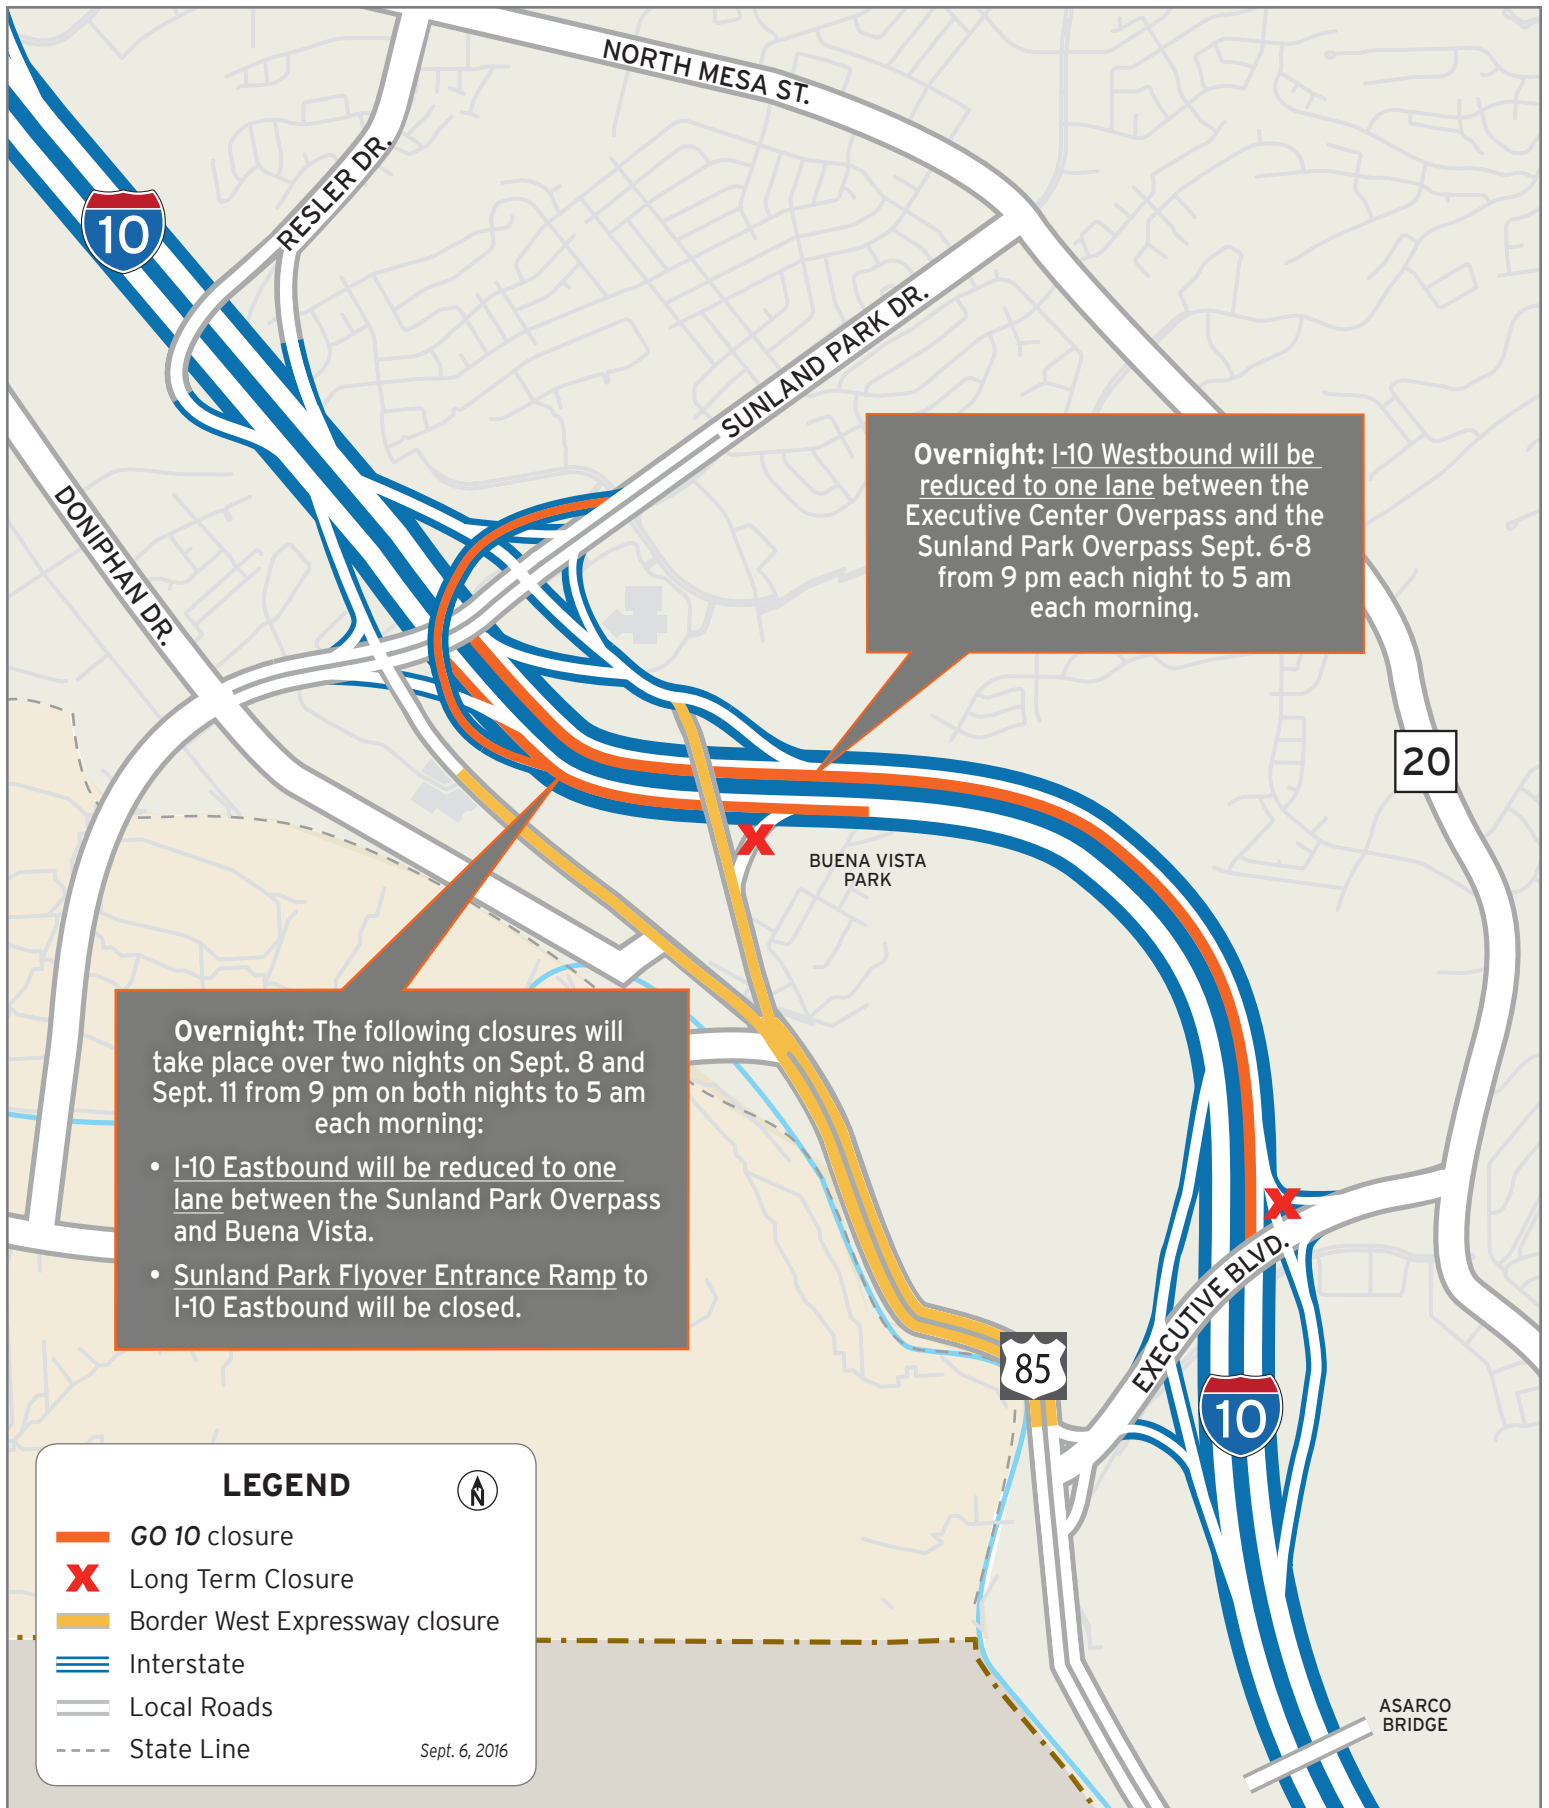 NORTH MESA ST.
RESLER DR.
10
SUNLAND PARK DR.
DONIPHAN DR.
Overnight: I-10 Westbound will be
reduced to one lane between the
Executive Center Overpass and the
Sunland Park Overpass Sept. 6-8
from 9 pm each night to 5 am
each morning.
20
X
BUENA VISTA
PARK
Overnight: The following closures will
take place over two nights on Sept. 8 and
Sept. 11 from 9 pm on both nights to 5 am
each morning:
• I-10 Eastbound will be reduced to one
lane between the Sunland Park Overpass
and Buena Vista.
• Sunland Park Flyover Entrance Ramp to
I-10 Eastbound will be closed.
X
EXECUTIVE BLVD.
85
10
LEGEND
N
GO 10 closure
X Long Term Closure
Border West Expressway closure
Interstate
Local Roads
State Line
Sept. 6, 2016
ASARCO
BRIDGE